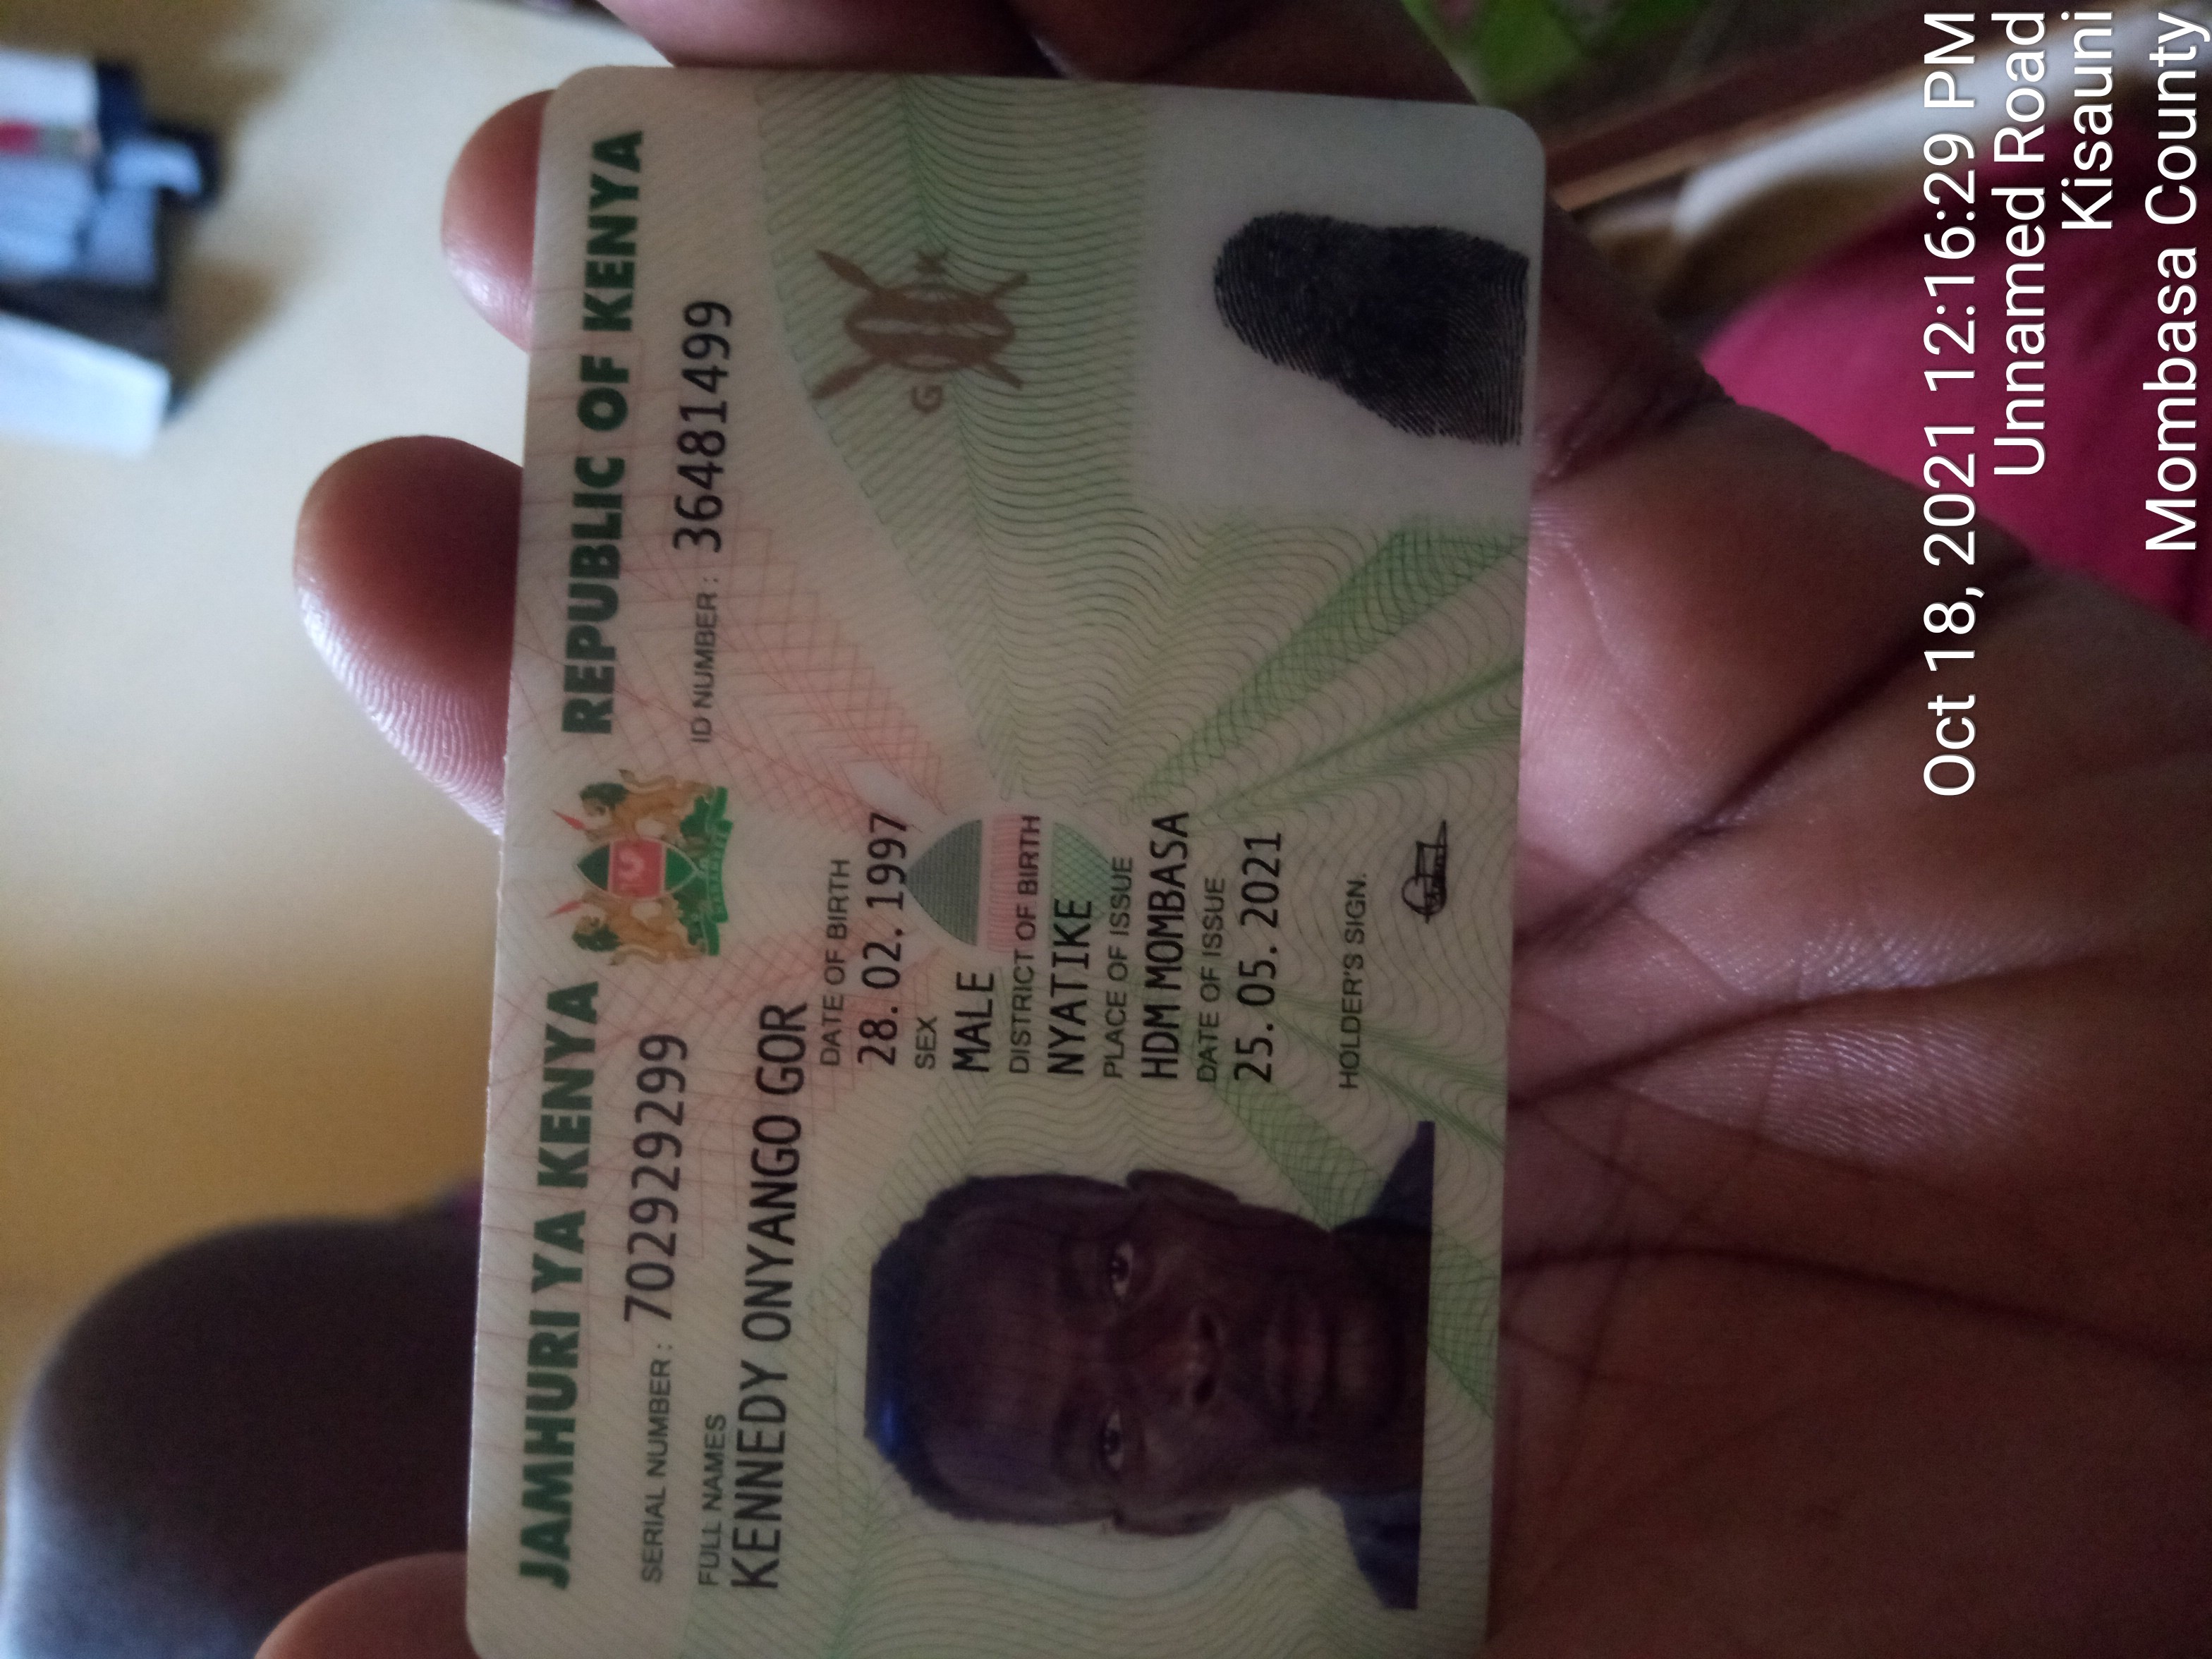 JAMHURI YA KENYA
REPUBLIC OF KENYA
SERIAL NUMBER : 702929299
ID NUMBER : 36481499
FULL NAMES
KENNEDY ONYANGO GOR
DATE OF BIRTH
28. 02. 1997
SEX
MALE
DISTRICT OF BIRTH
NYATIKE
PLACE OF ISSUE
HDM MOMBASA
DATE OF ISSUE
25. 05. 2021
HOLDER'S SIGN.
G K
HARAMBEE
Oct 18, 2021 12:16:29 PM
Unnamed Road
Kisauni
Mombasa County